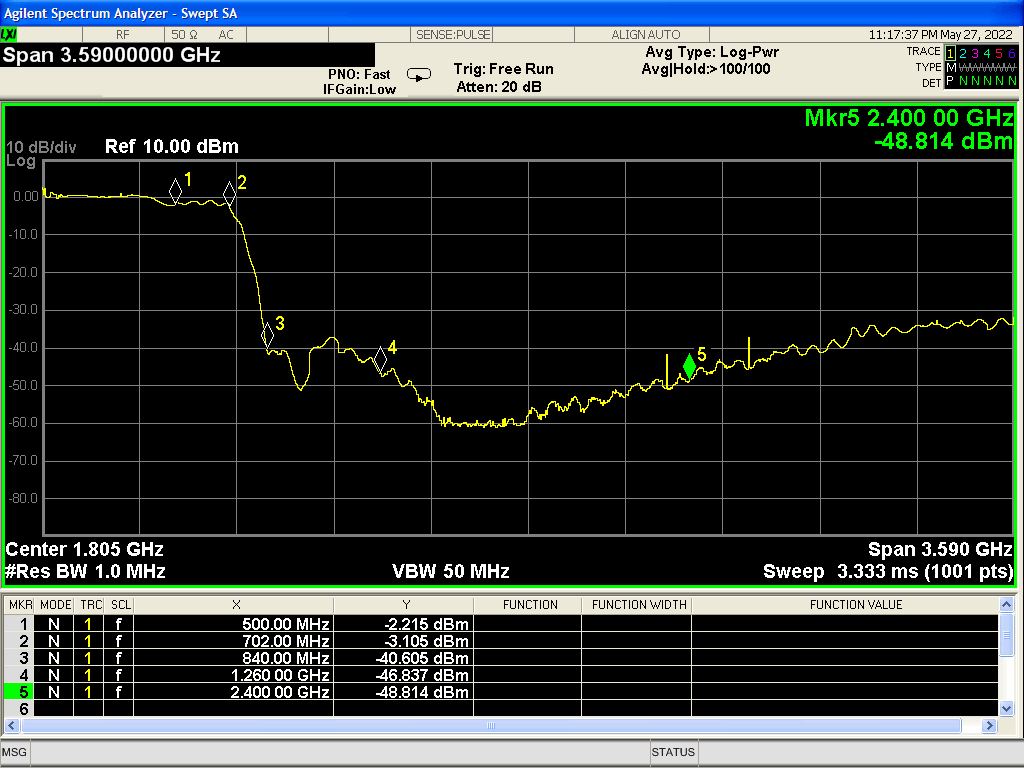 Agilent Spectrum Analyzer - Swept SA
LXI RF 50 Ω AC SENSE:PULSE ALIGN AUTO 11:17:37 PM May 27, 2022
Span 3.59000000 GHz
PNO: Fast
IFGain:Low
Trig: Free Run
Atten: 20 dB
Avg Type: Log-Pwr
Avg|Hold:>100/100
TRACE 1 2 3 4 5 6
TYPE M W W W W W
DET P N N N N N
Mkr5 2.400 00 GHz
-48.814 dBm
10 dB/div Ref 10.00 dBm
Log
0.00
-10.0
-20.0
-30.0
-40.0
-50.0
-60.0
-70.0
-80.0
1
2
3
4
5
Center 1.805 GHz Span 3.590 GHz
#Res BW 1.0 MHz VBW 50 MHz Sweep 3.333 ms (1001 pts)
MKR MODE TRC SCL X Y FUNCTION FUNCTION WIDTH FUNCTION VALUE
1 N 1 f 500.00 MHz -2.215 dBm
2 N 1 f 702.00 MHz -3.105 dBm
3 N 1 f 840.00 MHz -40.605 dBm
4 N 1 f 1.260 00 GHz -46.837 dBm
5 N 1 f 2.400 00 GHz -48.814 dBm
6
MSG STATUS